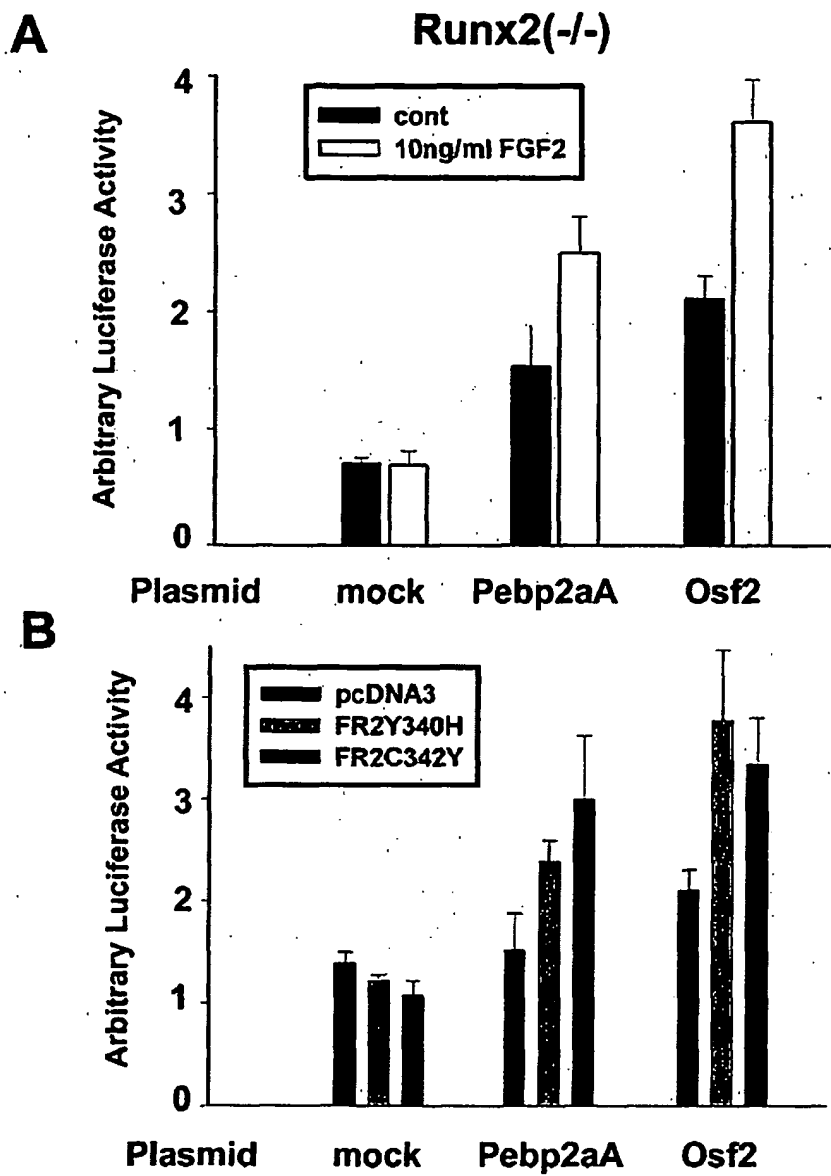 A
Runx2(-/-)
4
3
2
1
0
Arbitrary Luciferase Activity
cont
10ng/ml FGF2
Plasmid mock Pebp2aA Osf2
B
4
3
2
1
0
Arbitrary Luciferase Activity
pcDNA3
FR2Y340H
FR2C342Y
Plasmid mock Pebp2aA Osf2